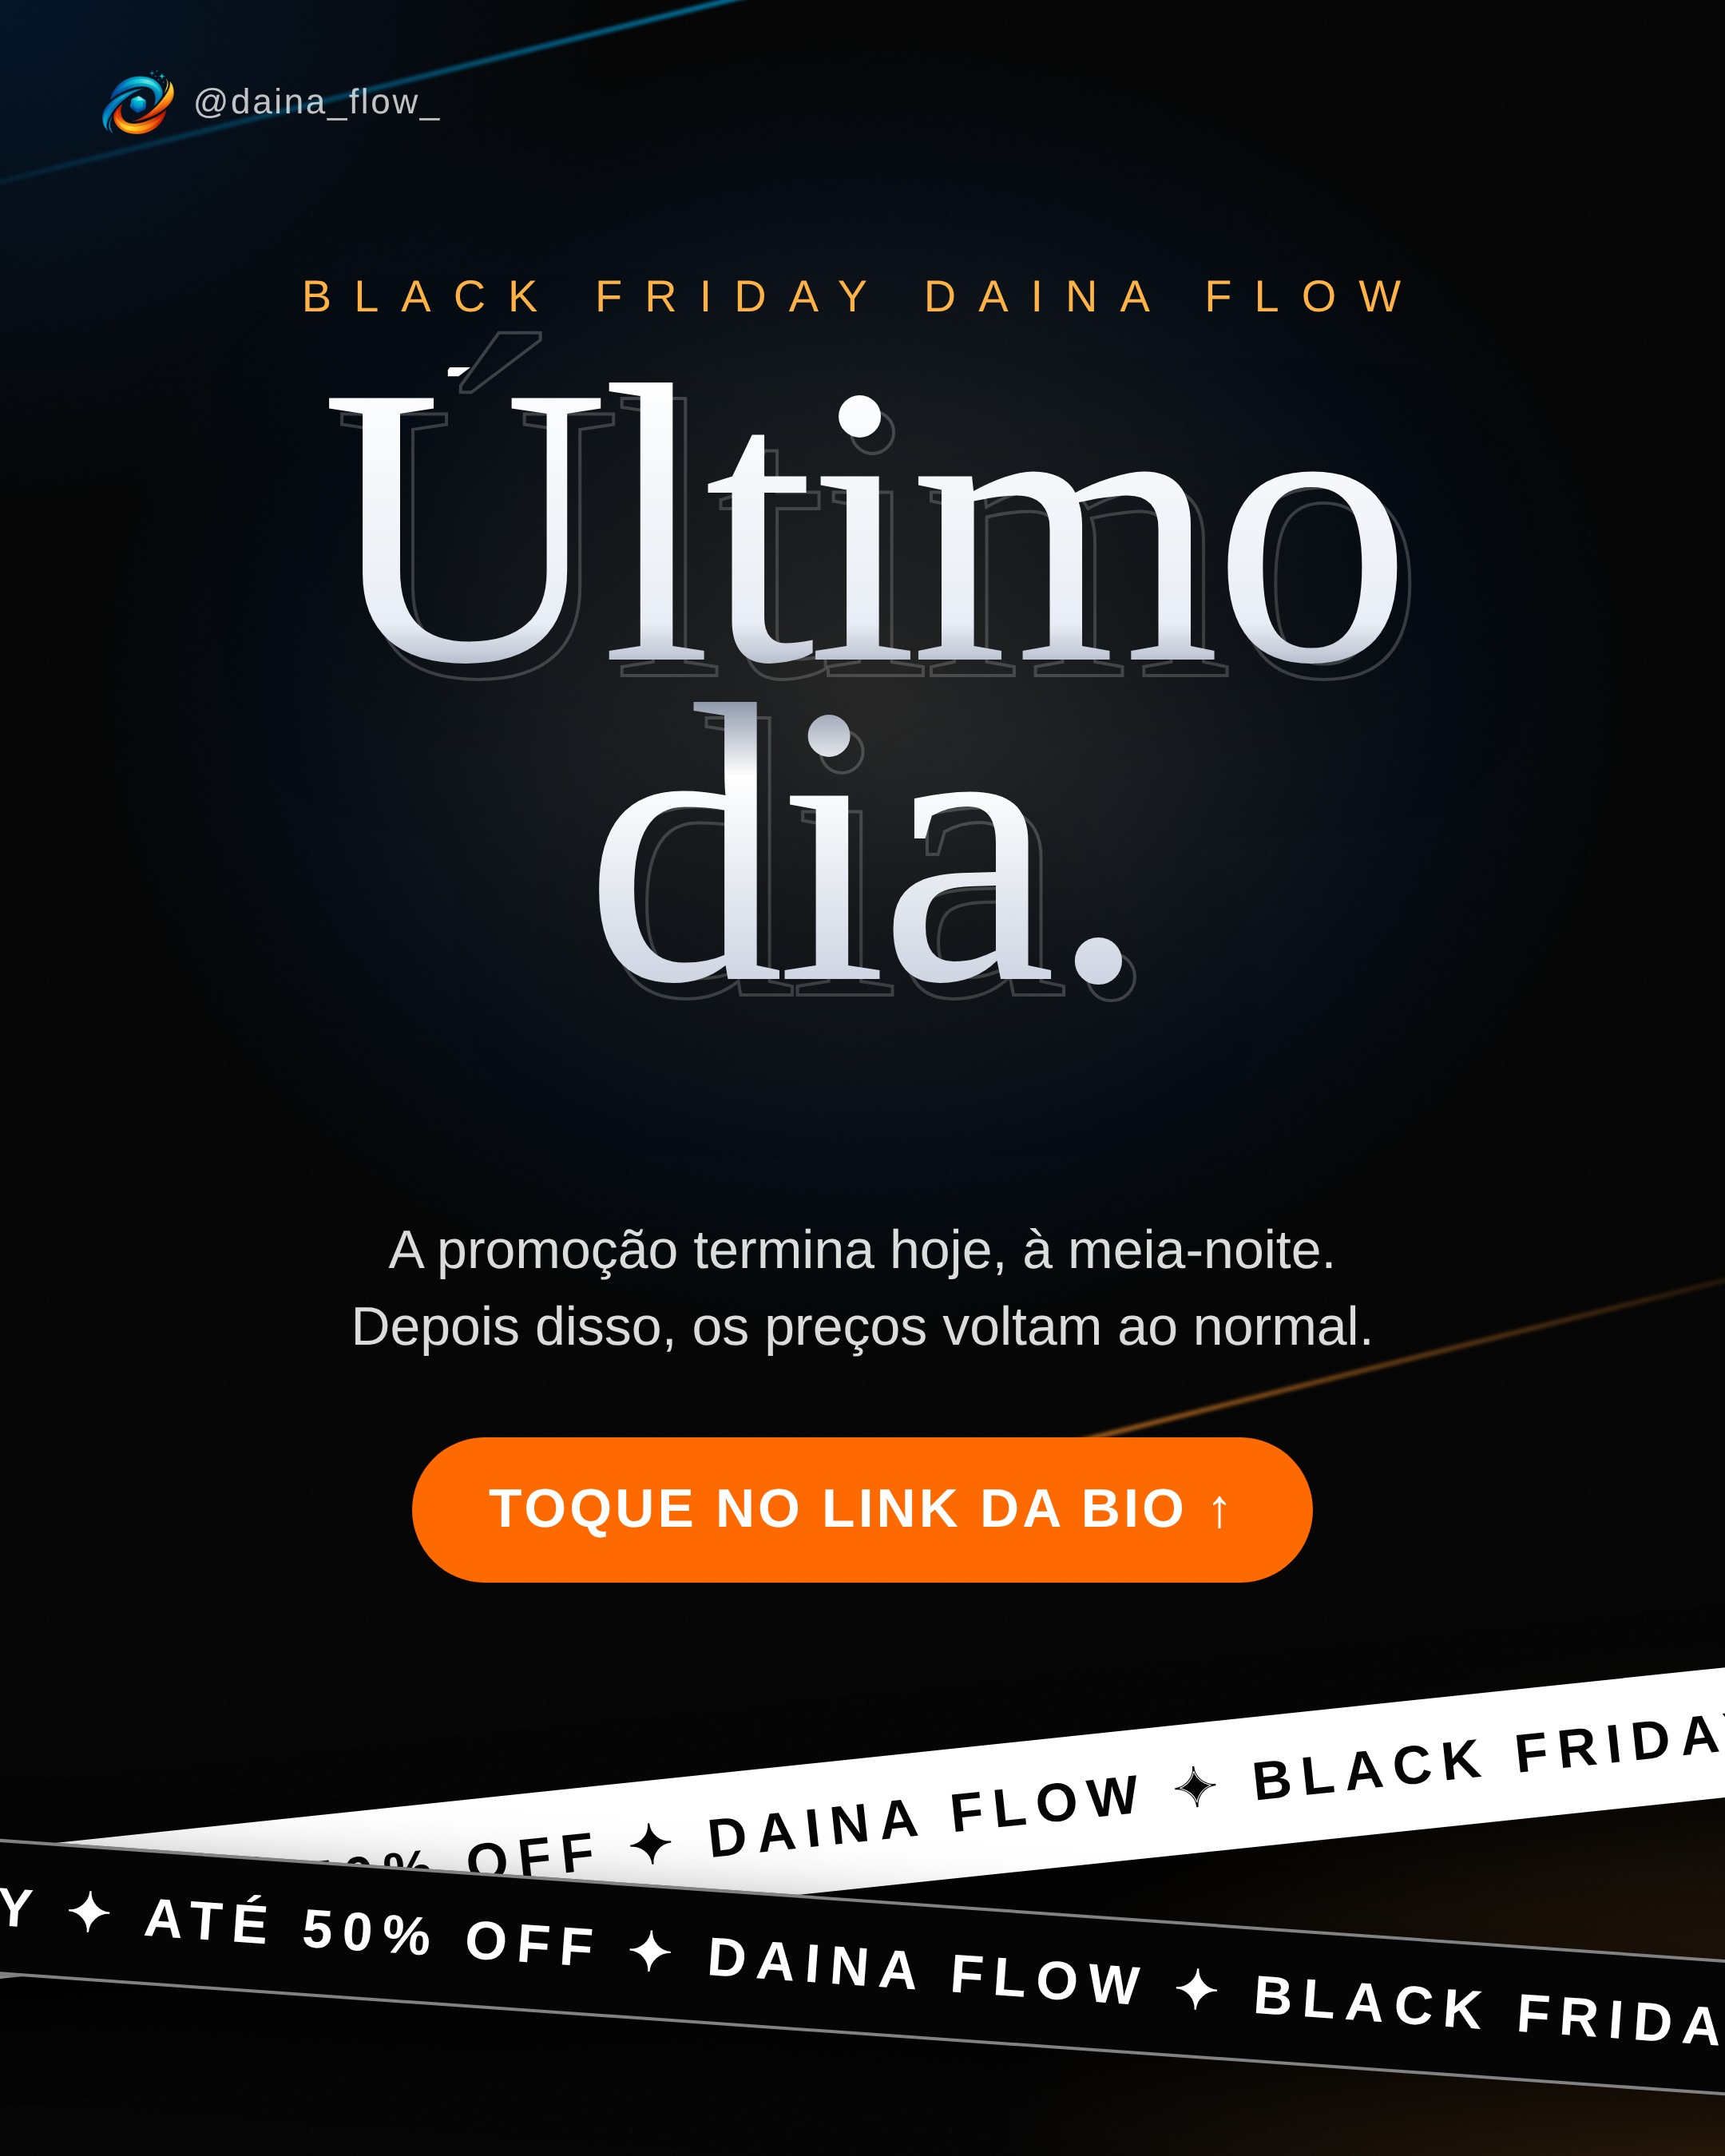 @daina_flow_
BLACK FRIDAY DAINA FLOW
Último
dia.
A promoção termina hoje, à meia-noite.
Depois disso, os preços voltam ao normal.
TOQUE NO LINK DA BIO ↑
OFF ✦ DAINA FLOW ✦ BLACK FRIDAY
Y ✦ ATÉ 50% OFF ✦ DAINA FLOW ✦ BLACK FRIDA